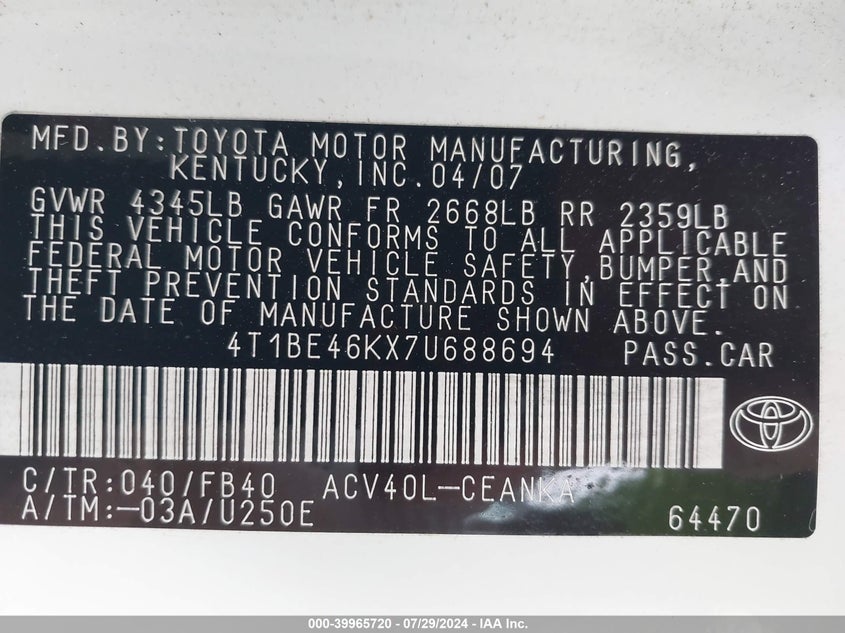 MFD.BY:TOYOTA MOTOR MANUFACTURING,
KENTUCKY,INC.04/07
GVWR 4345LB GAWR FR 2668LB RR 2359LB
THIS VEHICLE CONFORMS TO ALL APPLICABLE
FEDERAL MOTOR VEHICLE SAFETY,BUMPER,AND
THEFT PREVENTION STANDARDS IN EFFECT ON
THE DATE OF MANUFACTURE SHOWN ABOVE.
4T1BE46KX7U688694 PASS.CAR
C/TR:040/FB40 ACV40L-CEANKA
A/TM:-03A/U250E 64470
000-39965720 - 07/29/2024 - IAA Inc.